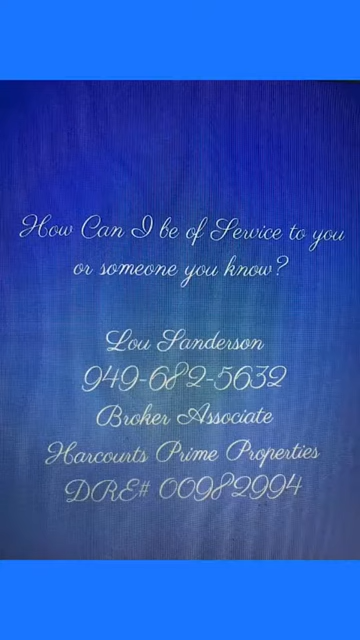 How Can I be of Service to you
or someone you know?
Lou Sanderson
949-682-5632
Broker Associate
Harcourts Prime Properties
DRE# 00982994